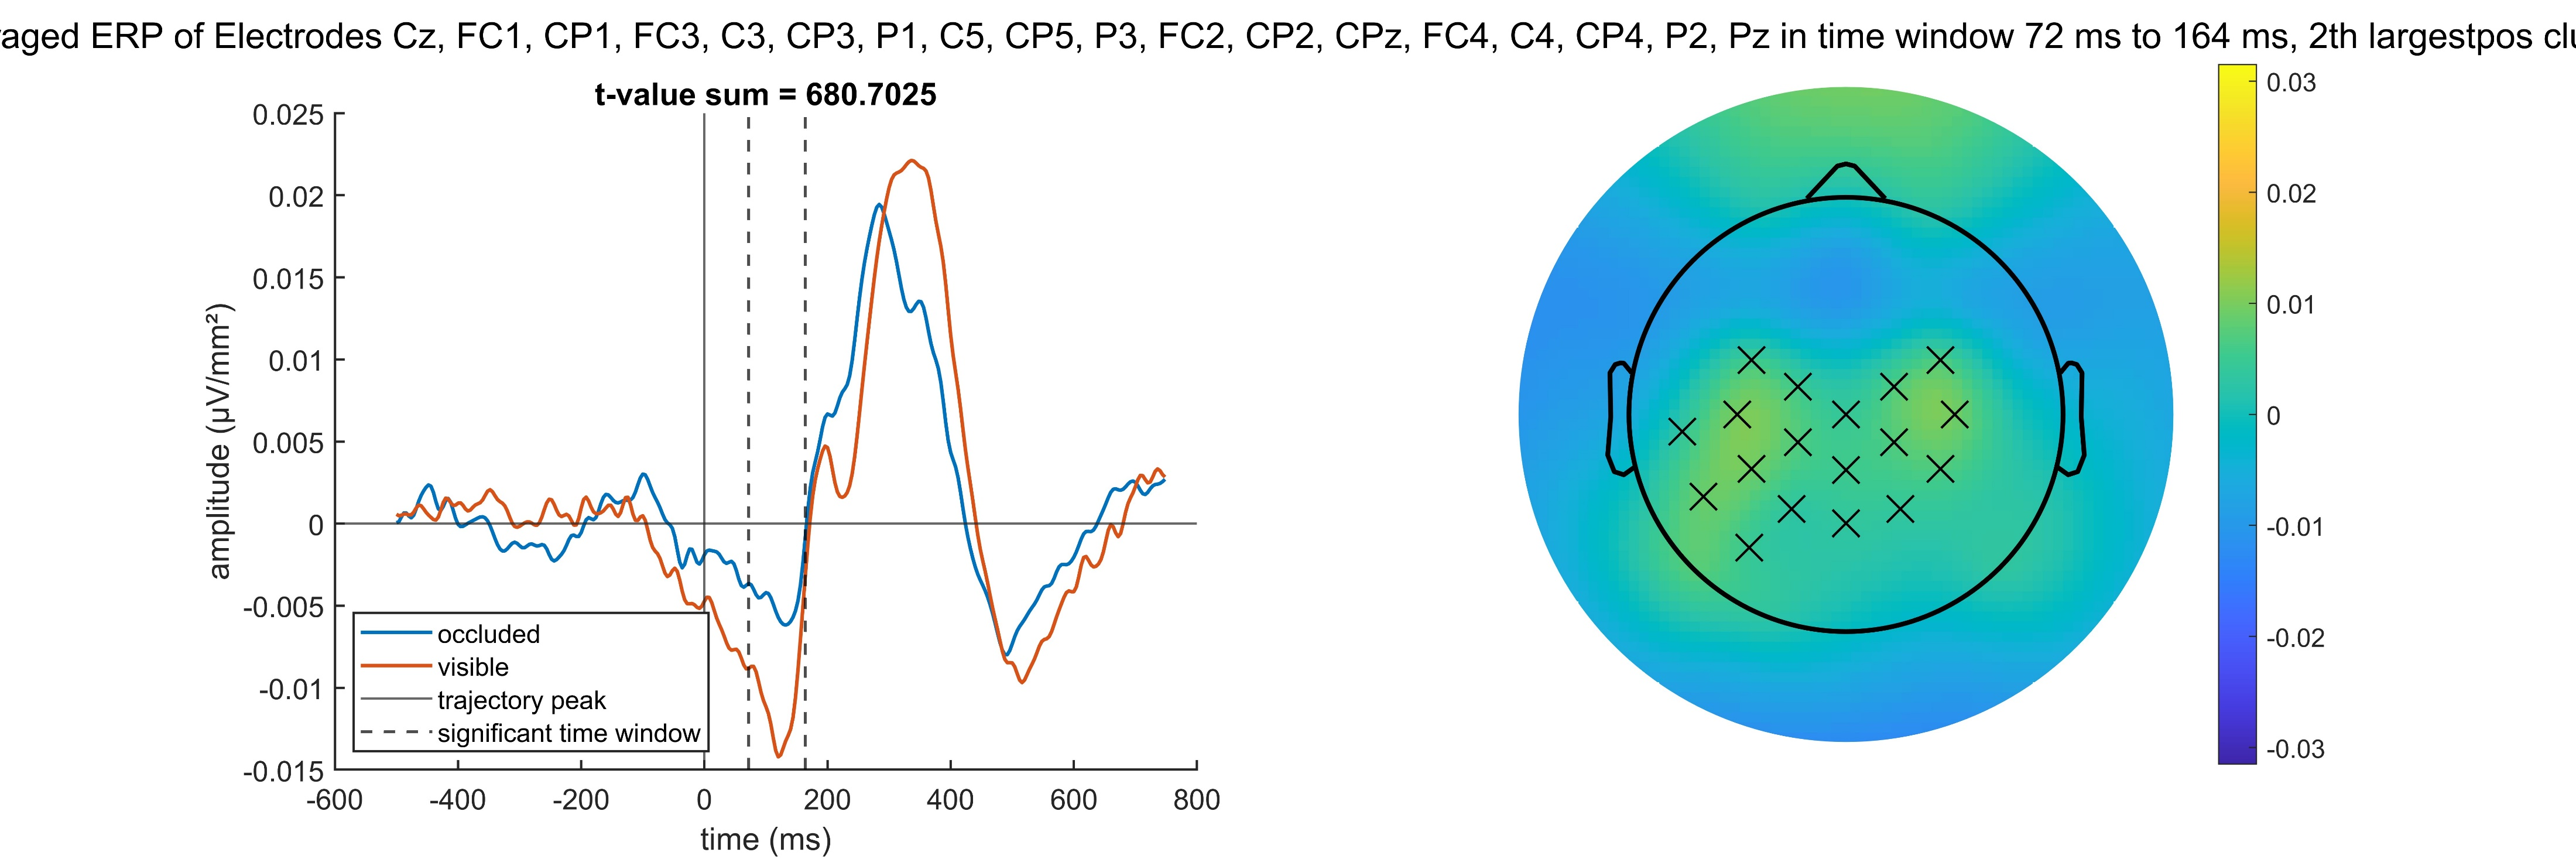 raged ERP of Electrodes Cz, FC1, CP1, FC3, C3, CP3, P1, C5, CP5, P3, FC2, CP2, CPz, FC4, C4, CP4, P2, Pz in time window 72 ms to 164 ms, 2th largestpos clu
t-value sum = 680.7025
0.025
0.02
0.015
0.01
0.005
0
-0.005
-0.01
-0.015
amplitude (µV/mm²)
occluded
visible
trajectory peak
significant time window
-600 -400 -200 0 200 400 600 800
time (ms)
0.03
0.02
0.01
0
-0.01
-0.02
-0.03